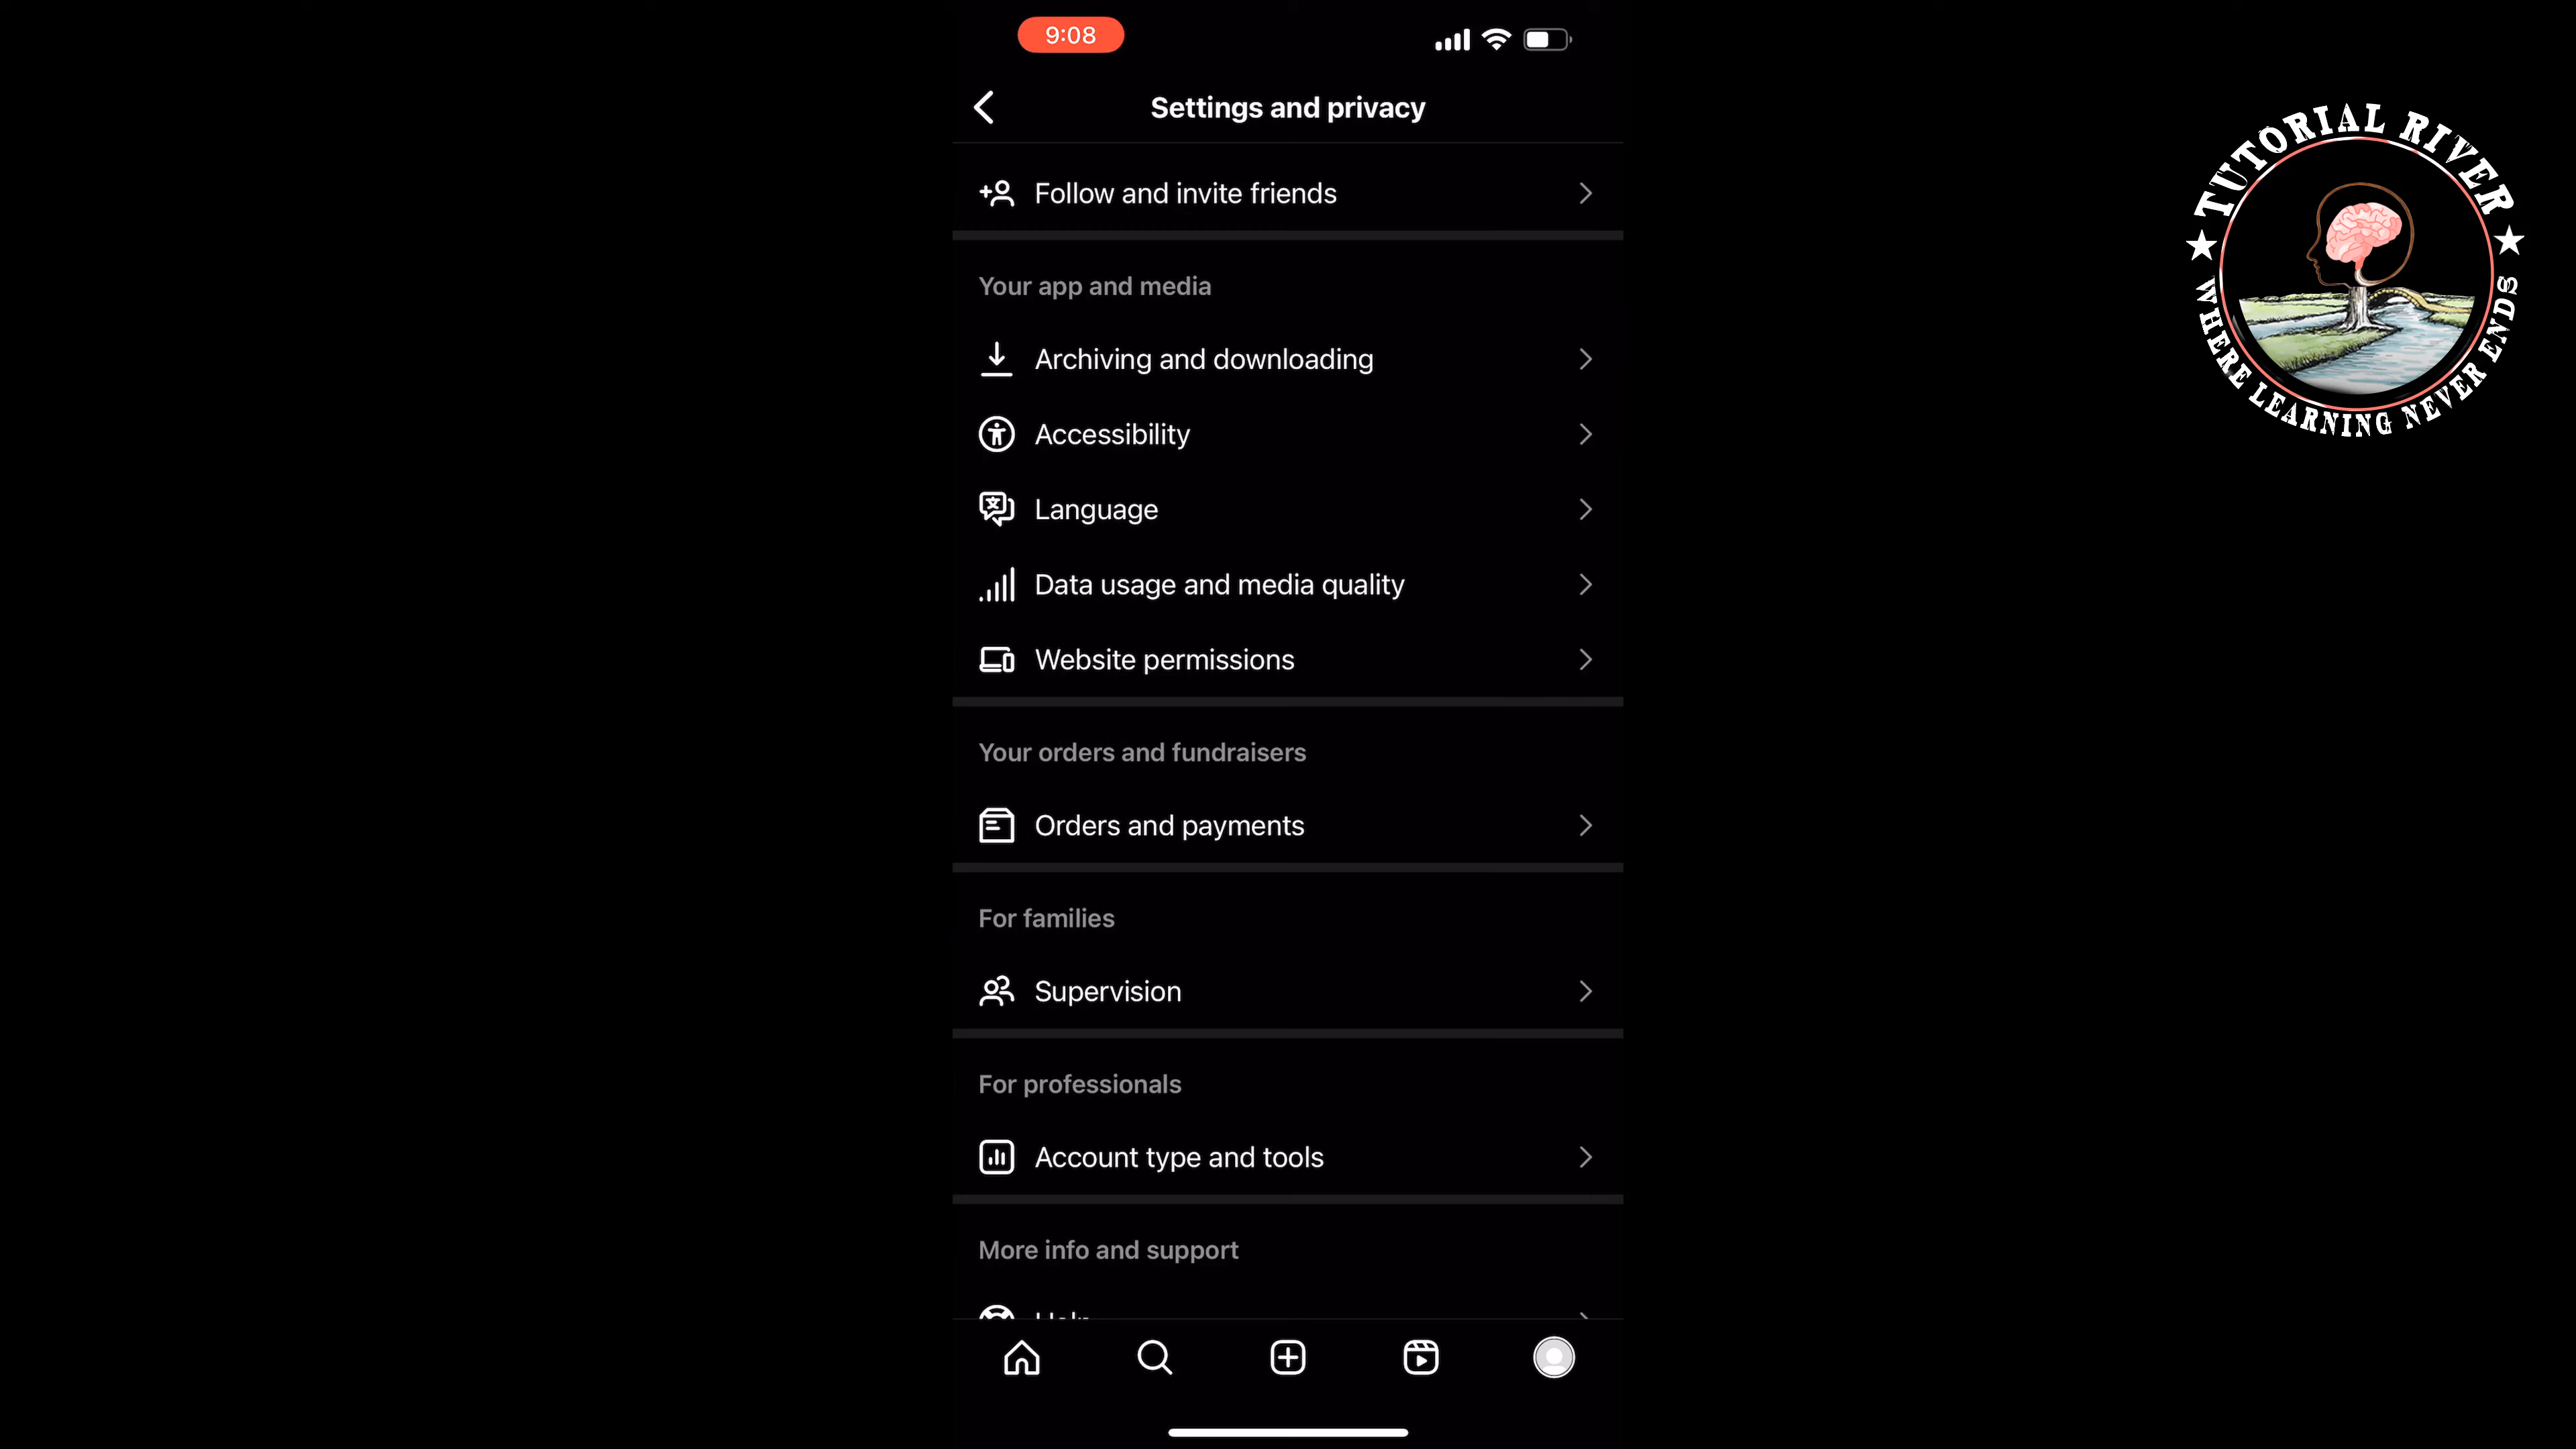 9:08
Settings and privacy
Follow and invite friends
Your app and media
Archiving and downloading
Accessibility
Language
Data usage and media quality
Website permissions
Your orders and fundraisers
Orders and payments
For families
Supervision
For professionals
Account type and tools
More info and support
Help
TUTORIAL RIVER
WHERE LEARNING NEVER ENDS